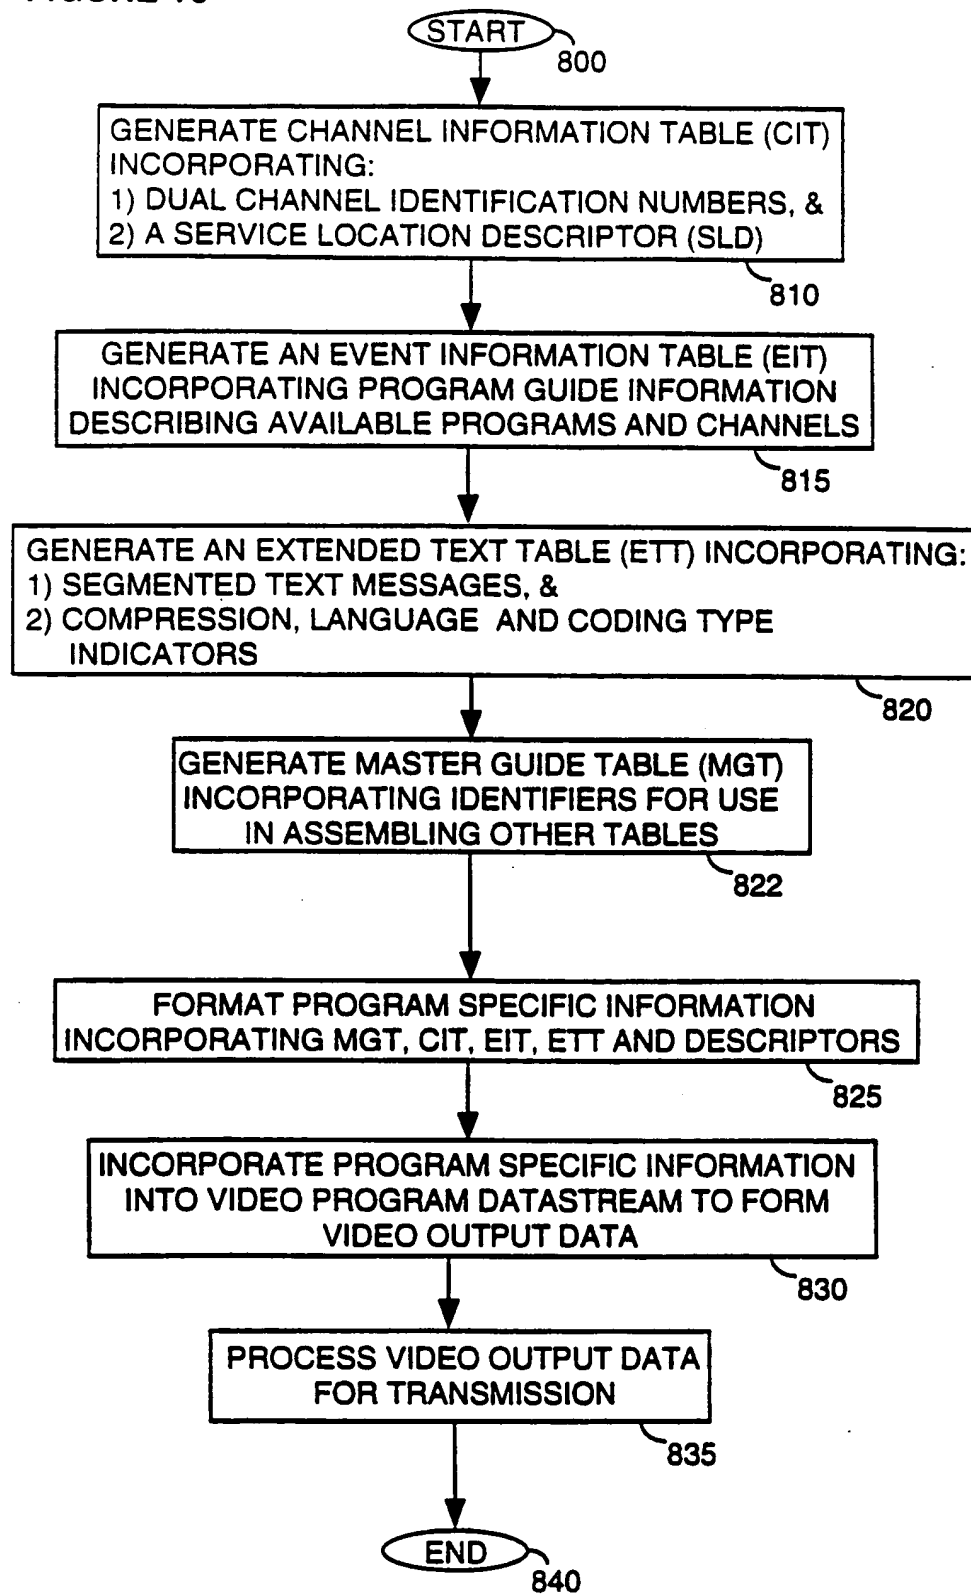 START
800
GENERATE CHANNEL INFORMATION TABLE (CIT)
INCORPORATING:
1) DUAL CHANNEL IDENTIFICATION NUMBERS, &
2) A SERVICE LOCATION DESCRIPTOR (SLD)
810
GENERATE AN EVENT INFORMATION TABLE (EIT)
INCORPORATING PROGRAM GUIDE INFORMATION
DESCRIBING AVAILABLE PROGRAMS AND CHANNELS
815
GENERATE AN EXTENDED TEXT TABLE (ETT) INCORPORATING:
1) SEGMENTED TEXT MESSAGES, &
2) COMPRESSION, LANGUAGE AND CODING TYPE
INDICATORS
820
GENERATE MASTER GUIDE TABLE (MGT)
INCORPORATING IDENTIFIERS FOR USE
IN ASSEMBLING OTHER TABLES
822
FORMAT PROGRAM SPECIFIC INFORMATION
INCORPORATING MGT, CIT, EIT, ETT AND DESCRIPTORS
825
INCORPORATE PROGRAM SPECIFIC INFORMATION
INTO VIDEO PROGRAM DATASTREAM TO FORM
VIDEO OUTPUT DATA
830
PROCESS VIDEO OUTPUT DATA
FOR TRANSMISSION
835
END
840